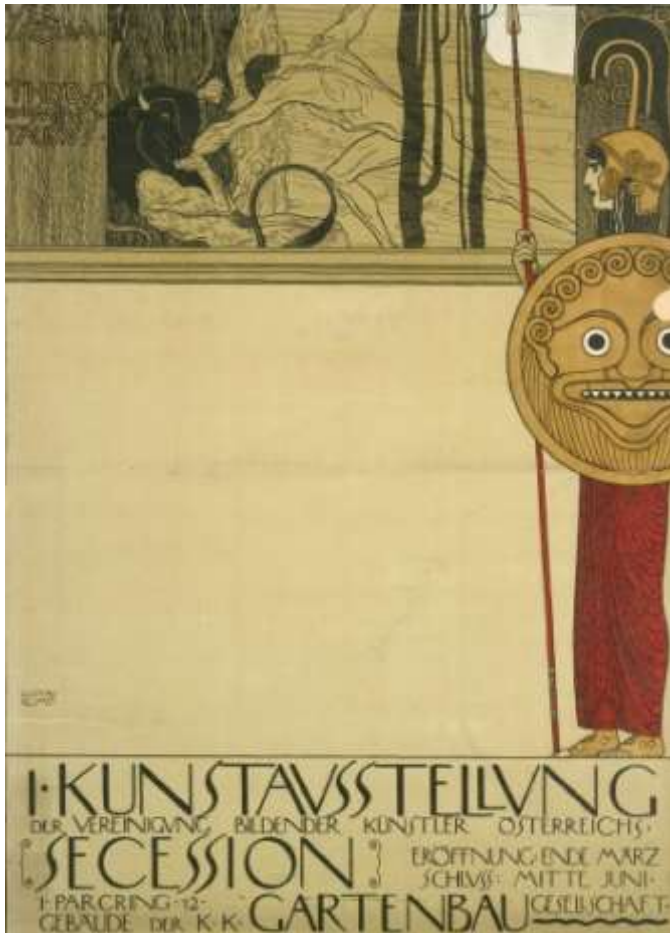 I·KUNSTAVSSTELLVNG
DER VEREINIGVNG BILDENDER KÜNSTLER ÖSTERREICHS·
SECESSION
ERÖFFNUNG·ENDE MÄRZ
SCHLVSS· MITTE JUNI·
I·PARCRING·12·
GEBÄUDE DER K·K·
GARTENBAU
GESELLSCHAFT·